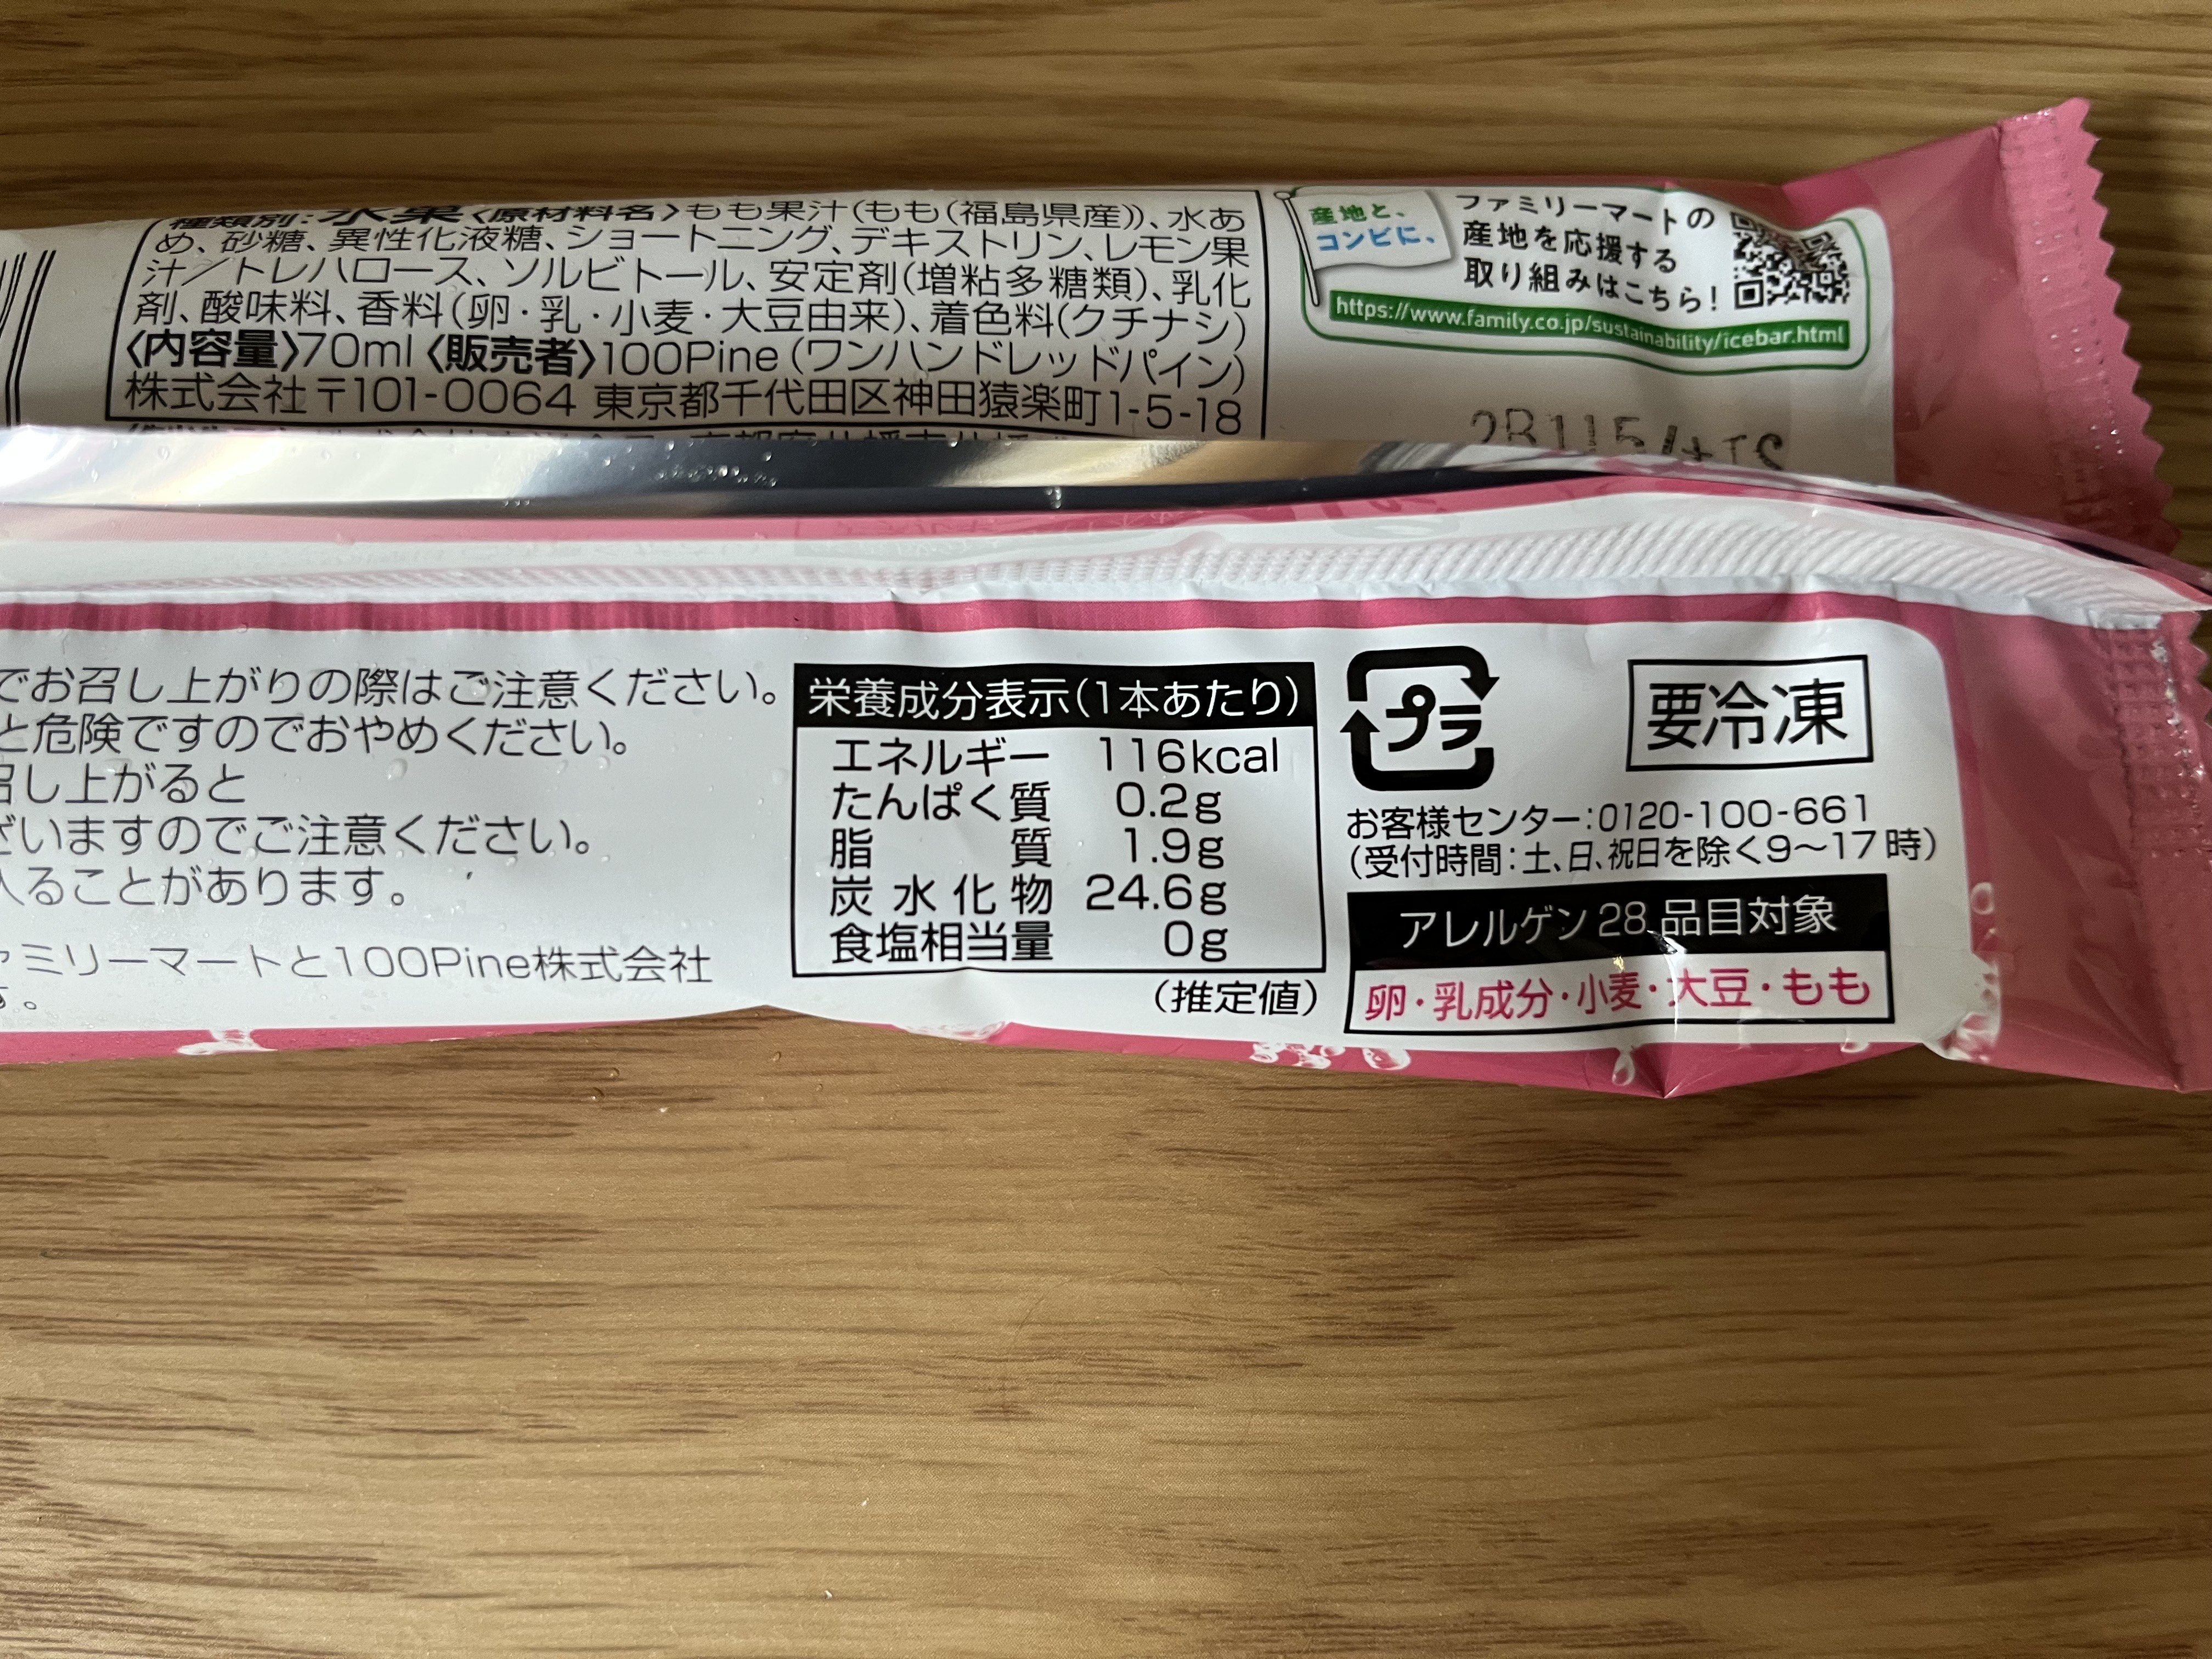 種類別：氷菓〈原材料名〉もも果汁(もも(福島県産))、水あ
め、砂糖、異性化液糖、ショートニング、デキストリン、レモン果
汁／トレハロース、ソルビトール、安定剤(増粘多糖類)、乳化
剤、酸味料、香料(卵・乳・小麦・大豆由来)、着色料(クチナシ)
〈内容量〉70ml〈販売者〉100Pine(ワンハンドレッドパイン)
株式会社〒101-0064 東京都千代田区神田猿楽町1-5-18
産地と、
コンビに、
ファミリーマートの
産地を応援する
取り組みはこちら！
https://www.family.co.jp/sustainability/icebar.html
でお召し上がりの際はご注意ください。
と危険ですのでおやめください。
召し上がると
ざいますのでご注意ください。
入ることがあります。
ァミリーマートと100Pine株式会社
す。
栄養成分表示(1本あたり)
エネルギー 116kcal
たんぱく質 0.2g
脂質 1.9g
炭水化物 24.6g
食塩相当量 0g
(推定値)
プラ
要冷凍
お客様センター：0120-100-661
(受付時間：土、日、祝日を除く9～17時)
アレルゲン28品目対象
卵・乳成分・小麦・大豆・もも